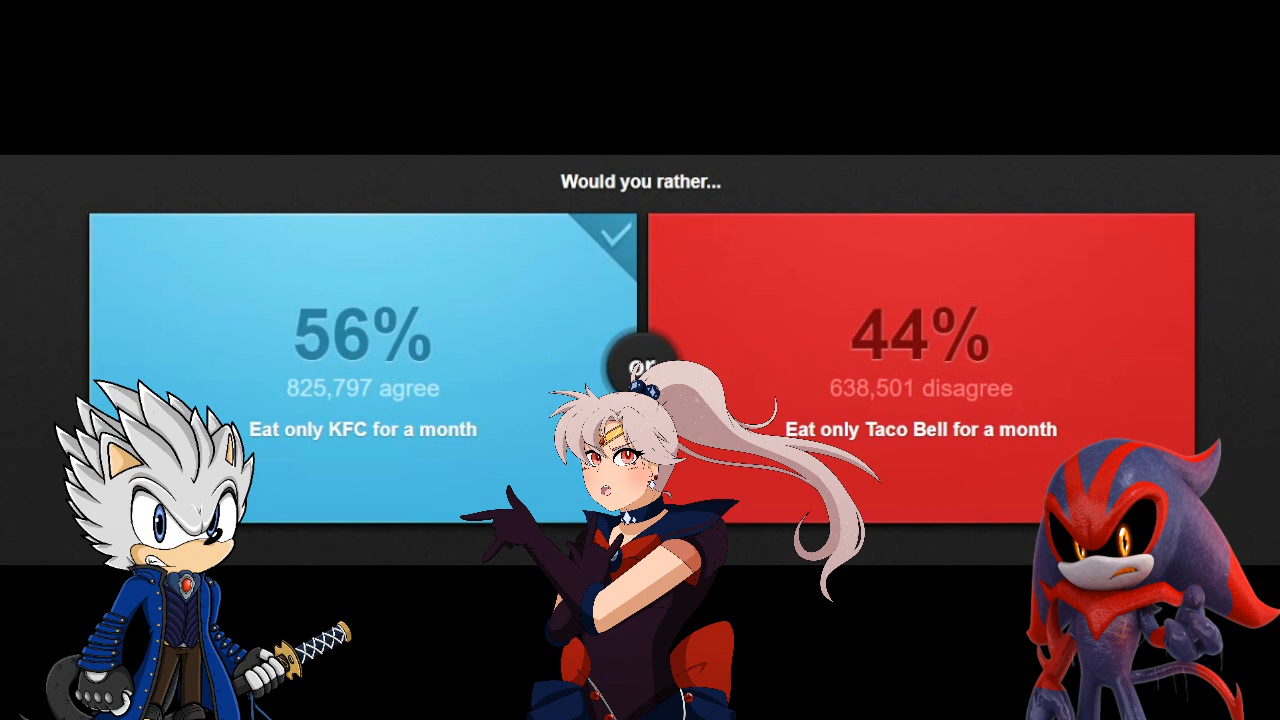 Would you rather...
56%
825,797 agree
Eat only KFC for a month
or
44%
638,501 disagree
Eat only Taco Bell for a month